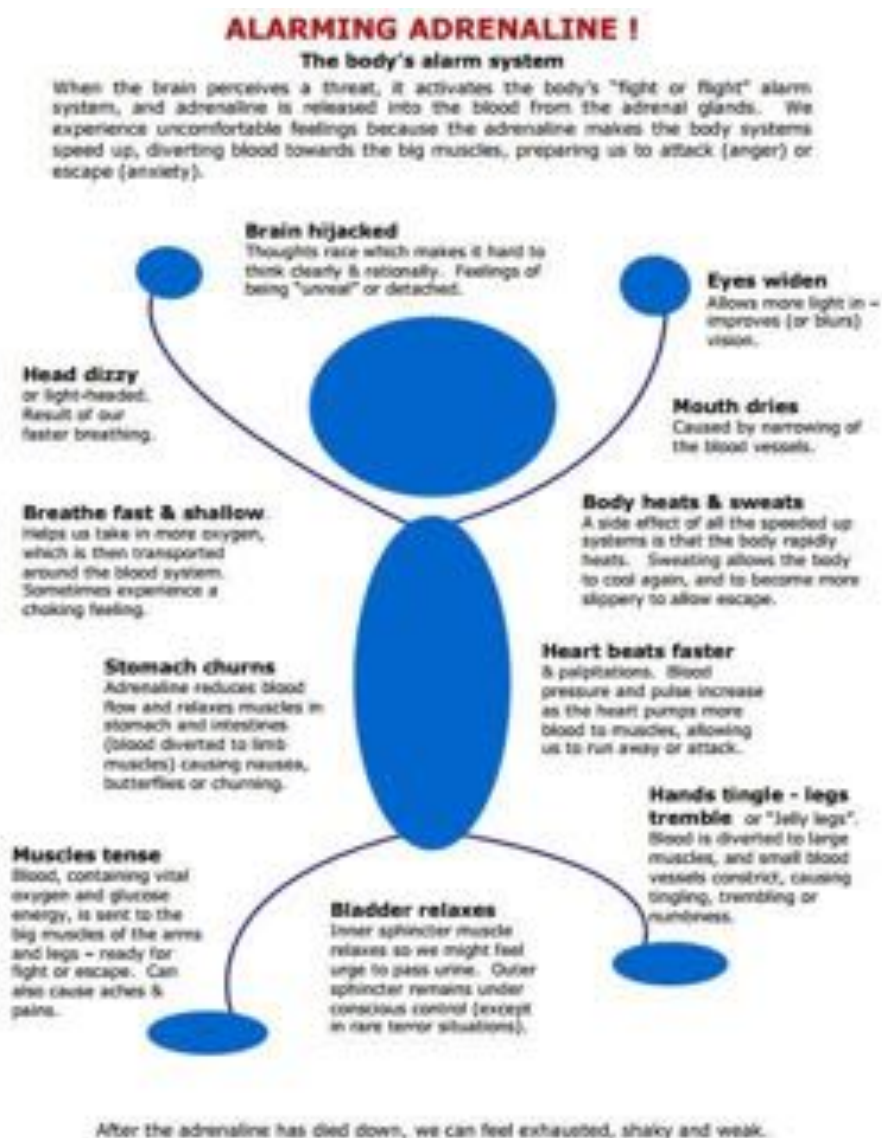 ALARMING ADRENALINE !
The body's alarm system
When the brain perceives a threat, it activates the body's "fight or flight" alarm
system, and adrenaline is released into the blood from the adrenal glands. We
experience uncomfortable feelings because the adrenaline makes the body systems
speed up, diverting blood towards the big muscles, preparing us to attack (anger) or
escape (anxiety).
Brain hijacked
Thoughts race which makes it hard to
think clearly & rationally. Feelings of
being "unreal" or detached.
Eyes widen
Allows more light in –
improves (or blurs)
vision.
Head dizzy
or light-headed.
Result of our
faster breathing.
Mouth dries
Caused by narrowing of
the blood vessels.
Breathe fast & shallow.
Helps us take in more oxygen,
which is then transported
around the blood system.
Sometimes experience a
choking feeling.
Body heats & sweats
A side effect of all the speeded up
systems is that the body rapidly
heats. Sweating allows the body
to cool again, and to become more
slippery to allow escape.
Stomach churns
Adrenaline reduces blood
flow and relaxes muscles in
stomach and intestines
(blood diverted to limb
muscles) causing nausea,
butterflies or churning.
Heart beats faster
& palpitations. Blood
pressure and pulse increase
as the heart pumps more
blood to muscles, allowing
us to run away or attack.
Hands tingle - legs
tremble or "Jelly legs".
Blood is diverted to large
muscles, and small blood
vessels constrict, causing
tingling, trembling or
numbness.
Muscles tense
Blood, containing vital
oxygen and glucose
energy, is sent to the
big muscles of the arms
and legs – ready for
fight or escape. Can
also cause aches &
pains.
Bladder relaxes
Inner sphincter muscle
relaxes so we might feel
urge to pass urine. Outer
sphincter remains under
conscious control (except
in rare terror situations).
After the adrenaline has died down, we can feel exhausted, shaky and weak.